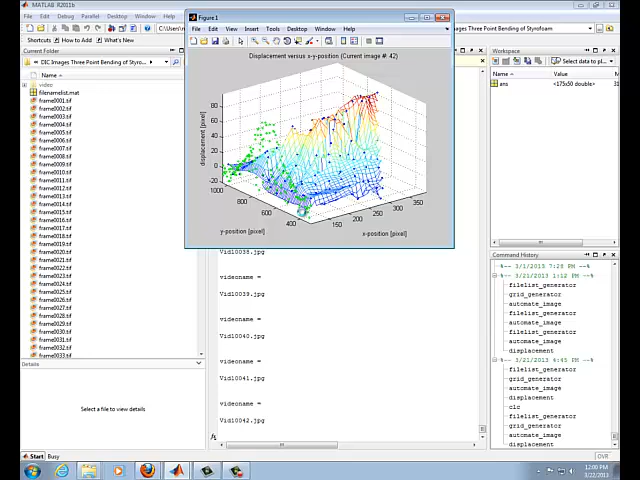 MATLAB R2011b
File Edit Debug Parallel Desktop Window Help
Shortcuts How to Add What's New
Current Folder
DIC Images Three Point Bending of Styrofoam
Name
video
filenamelist.mat
frame0001.tif
frame0002.tif
frame0003.tif
frame0004.tif
frame0005.tif
frame0006.tif
frame0007.tif
frame0008.tif
frame0009.tif
frame0010.tif
frame0011.tif
frame0012.tif
frame0013.tif
frame0014.tif
frame0015.tif
frame0016.tif
frame0017.tif
frame0018.tif
frame0019.tif
frame0020.tif
frame0021.tif
frame0022.tif
frame0023.tif
frame0024.tif
frame0025.tif
frame0026.tif
frame0027.tif
frame0028.tif
frame0029.tif
frame0030.tif
frame0031.tif
frame0032.tif
frame0033.tif
Details
Select a file to view details
Start Busy
Figure 1
File Edit View Insert Tools Desktop Window Help
Displacement versus x-y-position (Current image #: 42)
displacement [pixel]
80
60
40
20
0
-20
1000
800
600
400
y-position [pixel]
150
200
250
300
350
x-position [pixel]
Vid10038.jpg
videoname =
Vid10039.jpg
videoname =
Vid10040.jpg
videoname =
Vid10041.jpg
videoname =
Vid10042.jpg
ages Three Point Bending of Styrofoam
Workspace
Select data to pl...
Name Value
ans <175x50 double>
Command History
%-- 3/1/2013 7:28 PM --%
%-- 3/21/2013 1:12 PM --%
filelist_generator
grid_generator
automate_image
filelist_generator
automate_image
filelist_generator
automate_image
displacement
%-- 3/21/2013 4:45 PM --%
filelist_generator
grid_generator
automate_image
displacement
clc
filelist_generator
grid_generator
automate_image
displacement
OVR
12:00 PM
3/22/2013